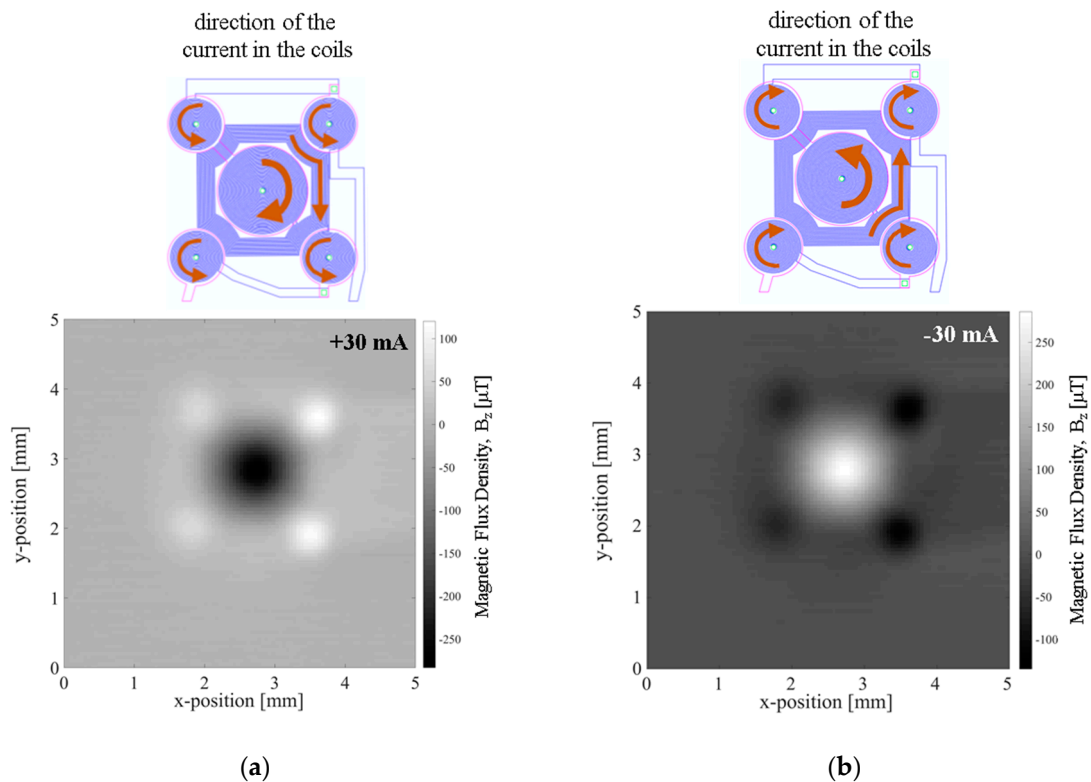 direction of the
current in the coils
direction of the
current in the coils
+30 mA
5
4
3
2
1
0
0
1
2
3
4
5
x-position [mm]
y-position [mm]
100
50
0
-50
-100
-150
-200
-250
Magnetic Flux Density, Bz [µT]
-30 mA
5
4
3
2
1
0
0
1
2
3
4
5
x-position [mm]
y-position [mm]
250
200
150
100
50
0
-50
-100
Magnetic Flux Density, Bz [µT]
(a)
(b)